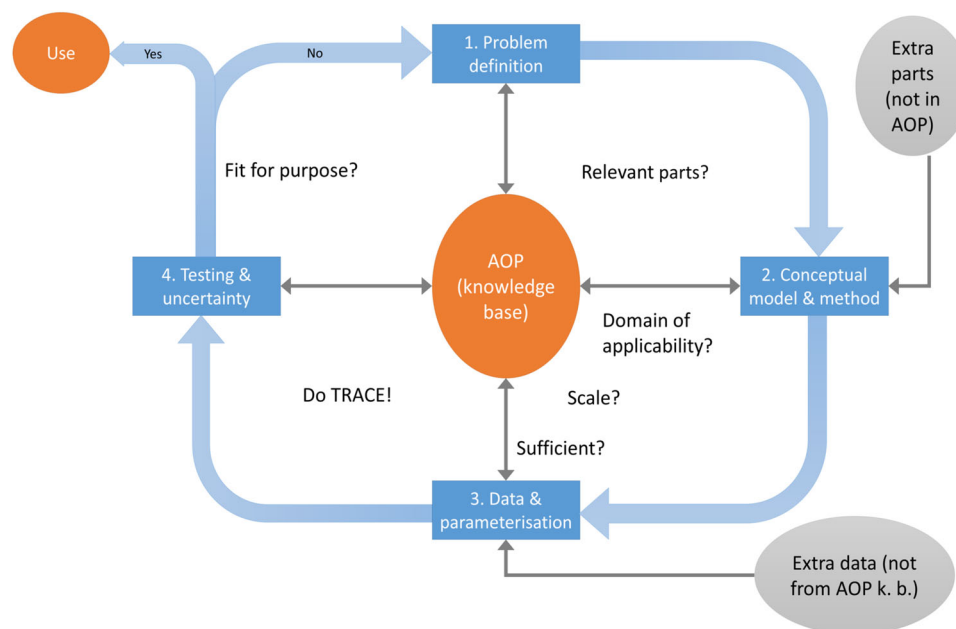 Use
Yes
No
1. Problem
definition
Extra
parts
(not in
AOP)
Fit for purpose?
Relevant parts?
4. Testing &
uncertainty
AOP
(knowledge
base)
2. Conceptual
model & method
Domain of
applicability?
Do TRACE!
Scale?
Sufficient?
3. Data &
parameterisation
Extra data (not
from AOP k. b.)